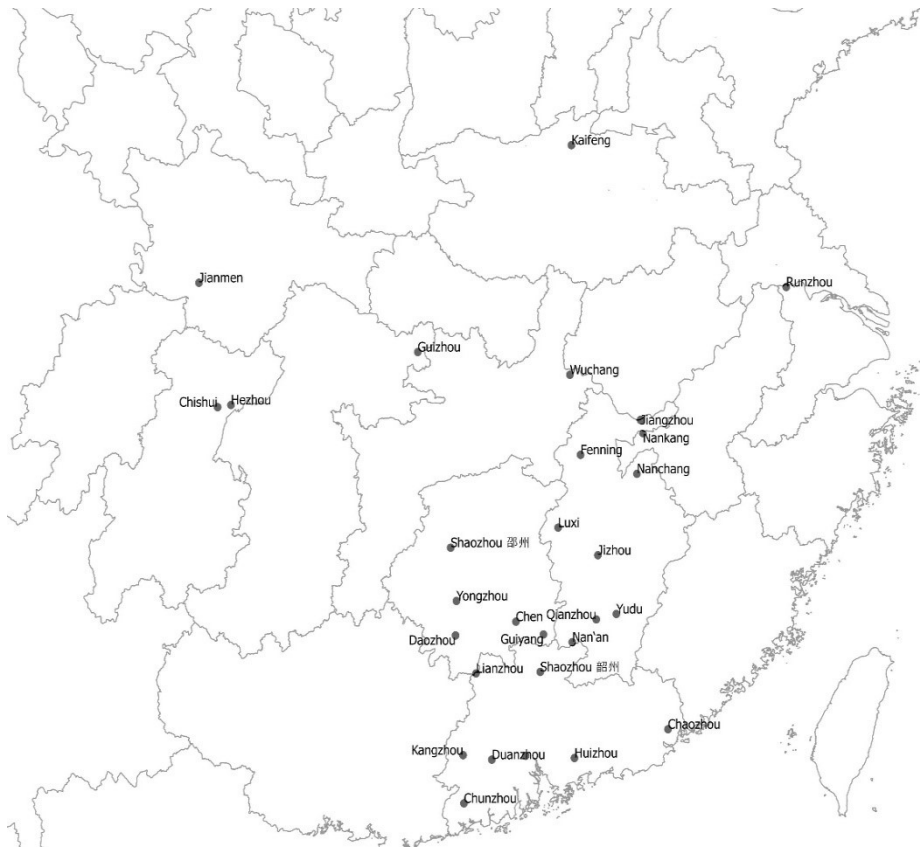 Kaifeng
Jianmen
Runzhou
Guizhou
Wuchang
Chishui
Hezhou
Jiangzhou
Nankang
Fenning
Nanchang
Luxi
Shaozhou 邵州
Jizhou
Yongzhou
Chen
Qianzhou
Yudu
Daozhou
Guiyang
Nan'an
Lianzhou
Shaozhou 韶州
Chaozhou
Kangzhou
Duanzhou
Huizhou
Chunzhou